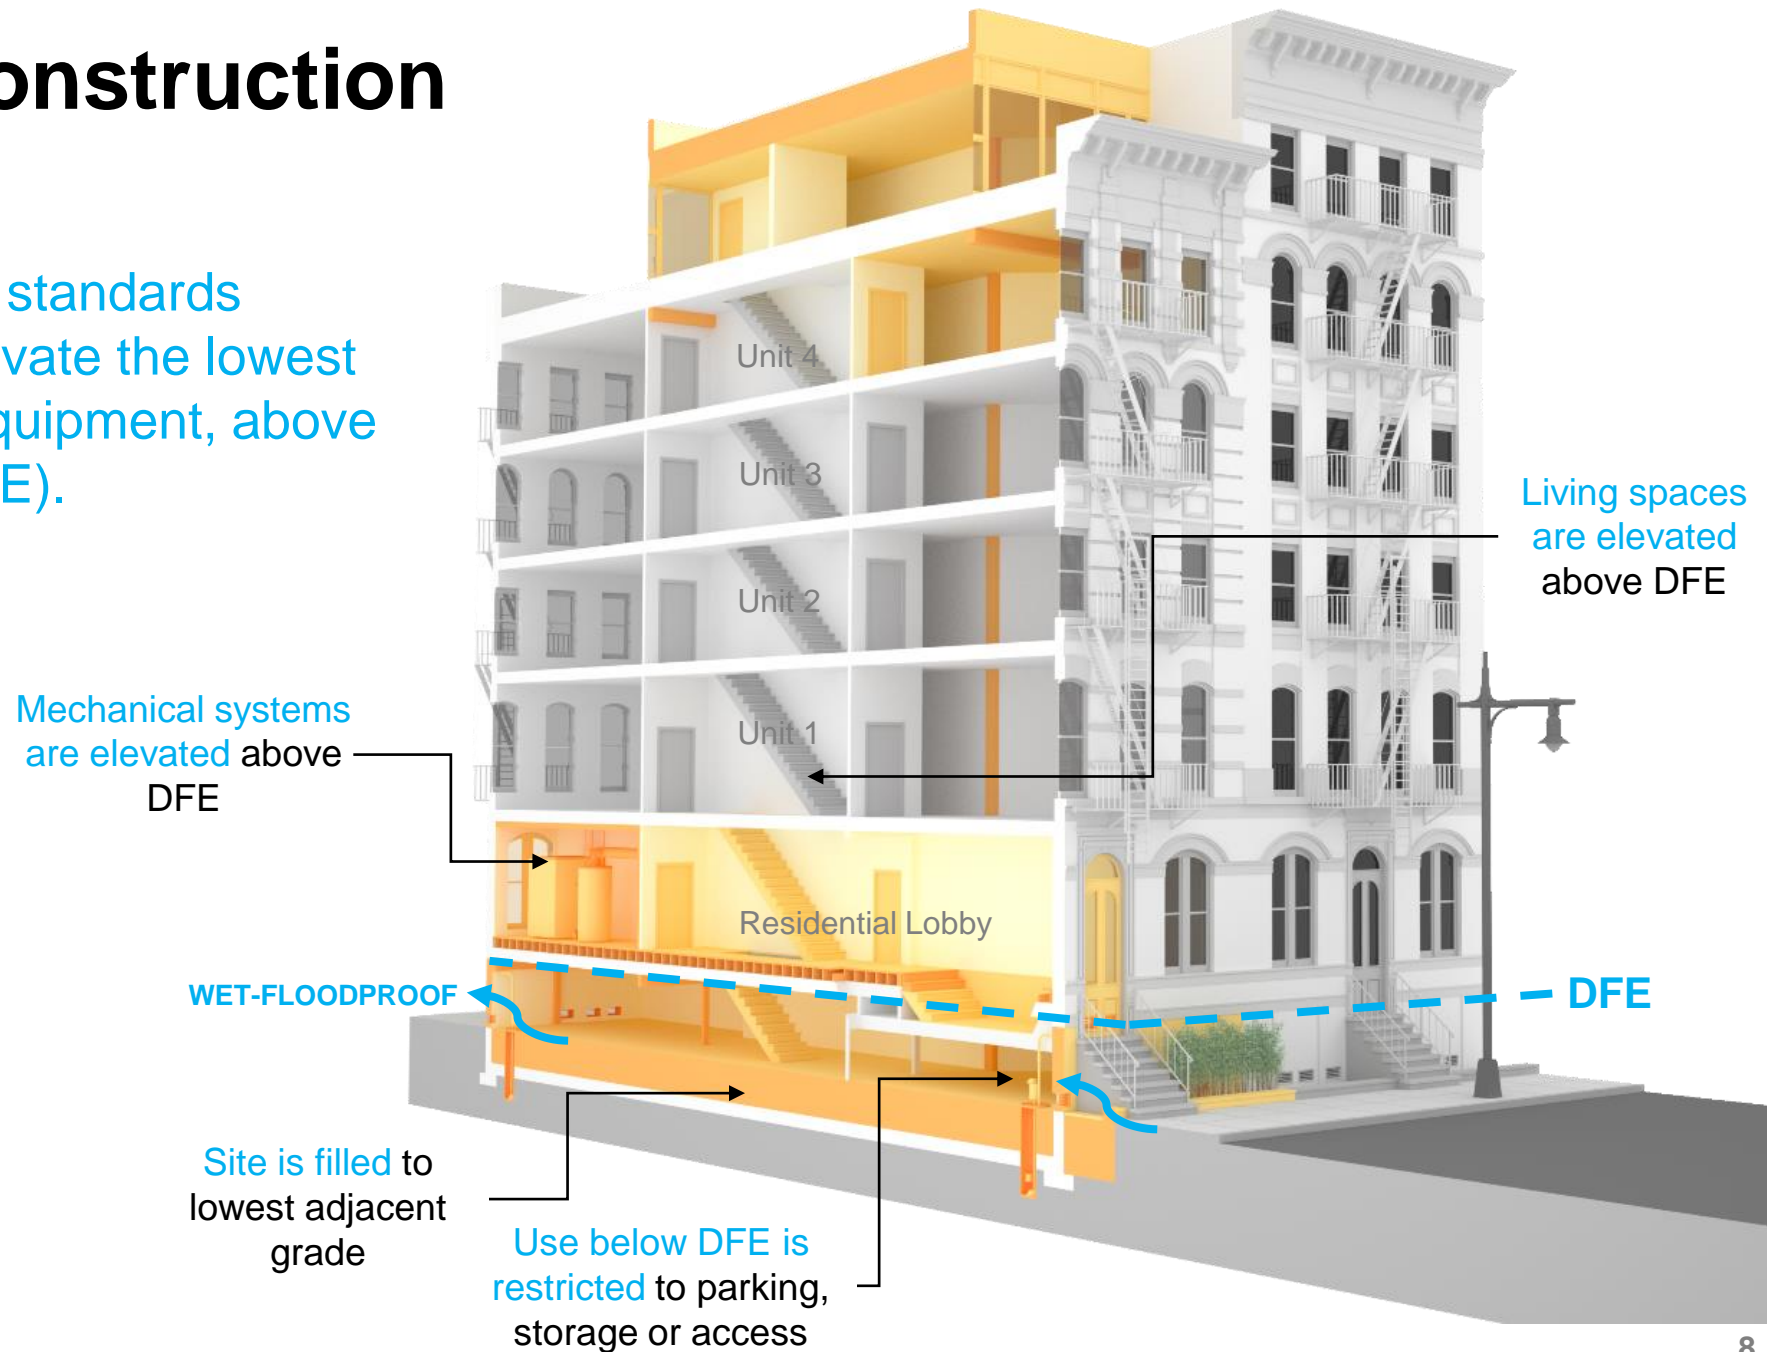 onstruction
standards
vate the lowest
quipment, above
E).
Unit 4
Unit 3
Unit 2
Unit 1
Residential Lobby
Living spaces
are elevated
above DFE
Mechanical systems
are elevated above
DFE
WET-FLOODPROOF
DFE
Site is filled to
lowest adjacent
grade
Use below DFE is
restricted to parking,
storage or access
8